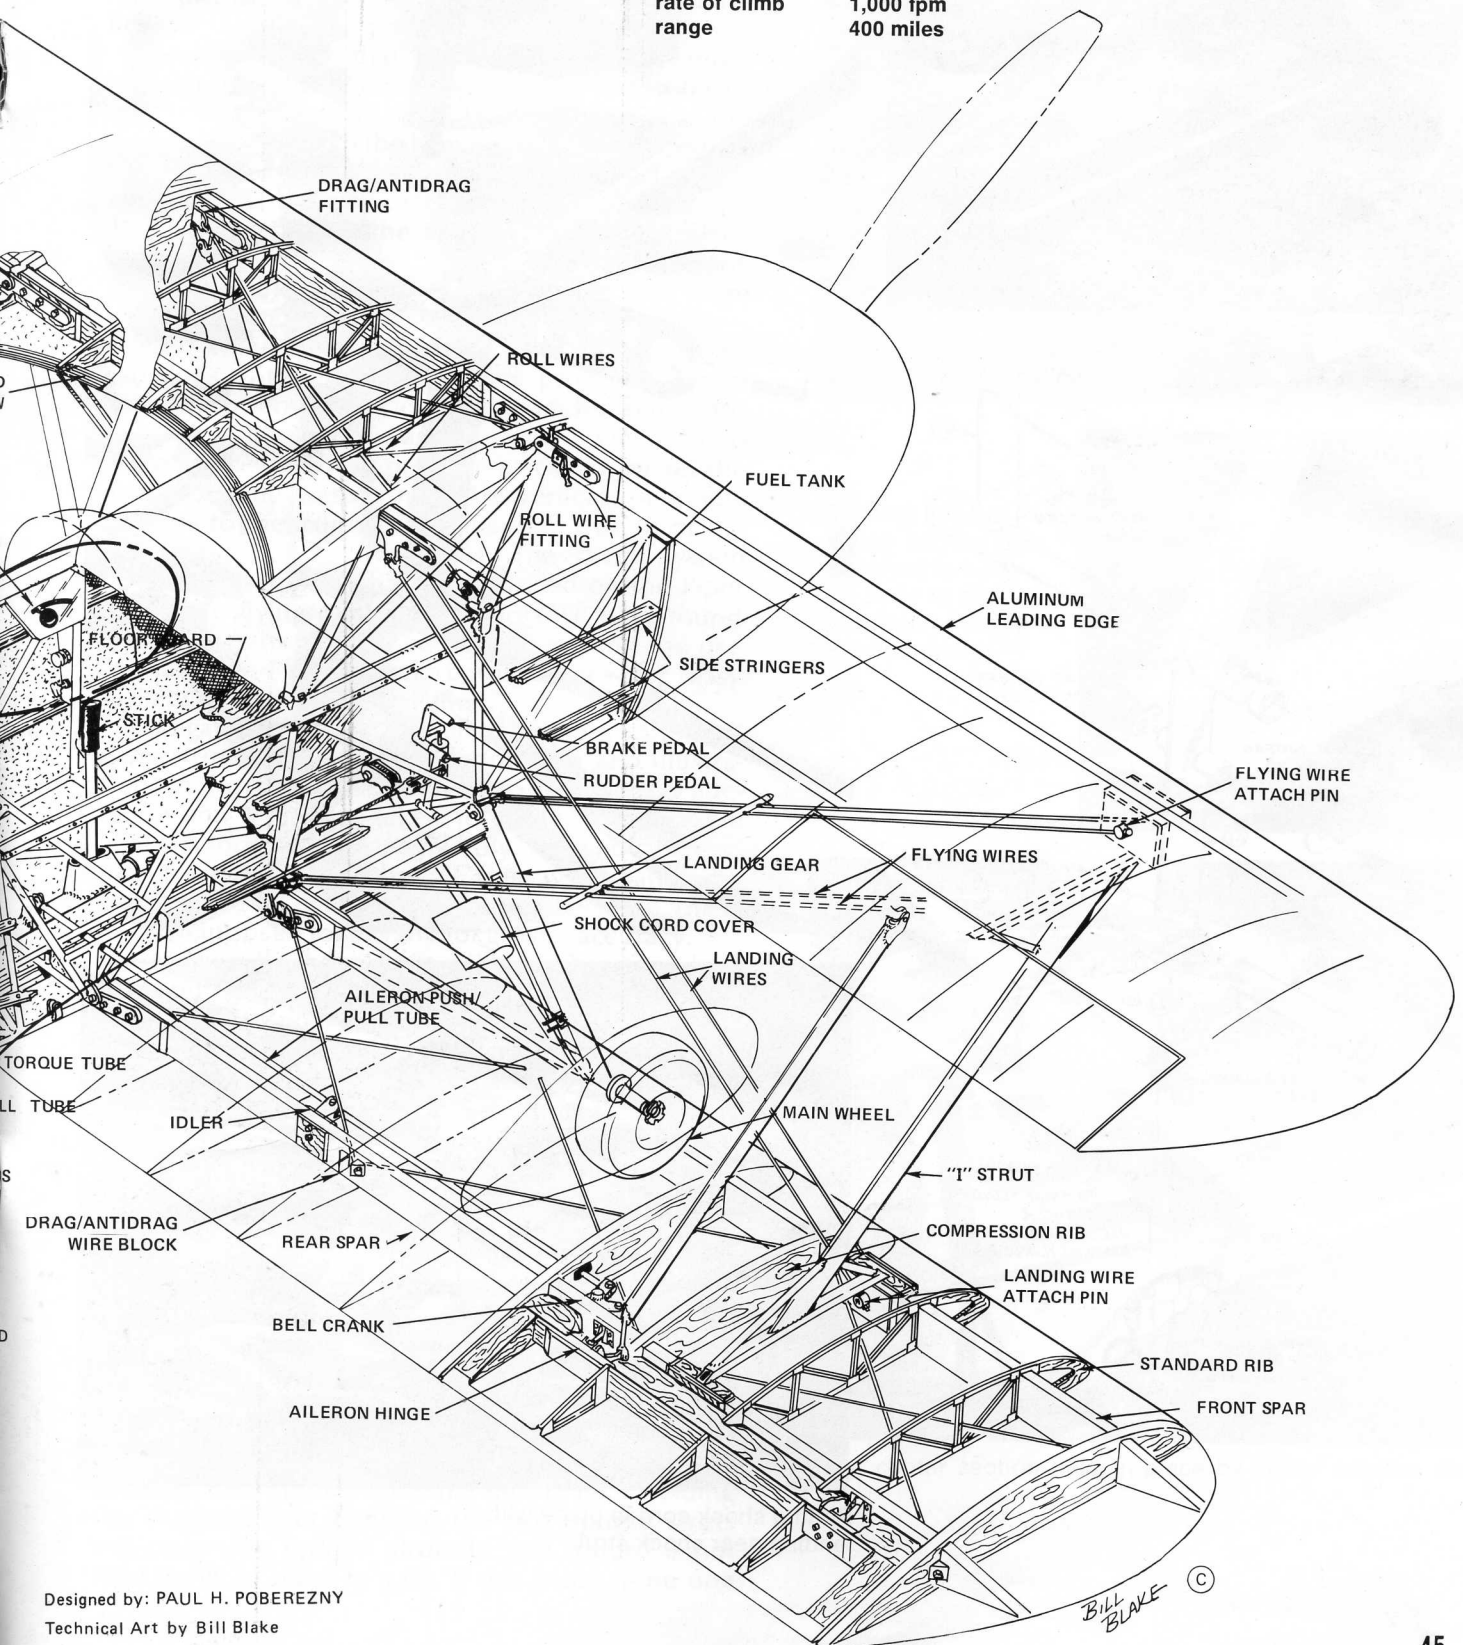 rate of climb 1,000 fpm
range 400 miles
DRAG/ANTIDRAG
FITTING
ROLL WIRES
FUEL TANK
ROLL WIRE
FITTING
ALUMINUM
LEADING EDGE
FLOOR BOARD
SIDE STRINGERS
STICK
BRAKE PEDAL
RUDDER PEDAL
FLYING WIRE
ATTACH PIN
LANDING GEAR
FLYING WIRES
SHOCK CORD COVER
LANDING
WIRES
AILERON PUSH/
PULL TUBE
TORQUE TUBE
LL TUBE
IDLER
MAIN WHEEL
"I" STRUT
DRAG/ANTIDRAG
WIRE BLOCK
REAR SPAR
COMPRESSION RIB
LANDING WIRE
ATTACH PIN
BELL CRANK
STANDARD RIB
AILERON HINGE
FRONT SPAR
Designed by: PAUL H. POBEREZNY
Technical Art by Bill Blake
BILL
BLAKE ©
45